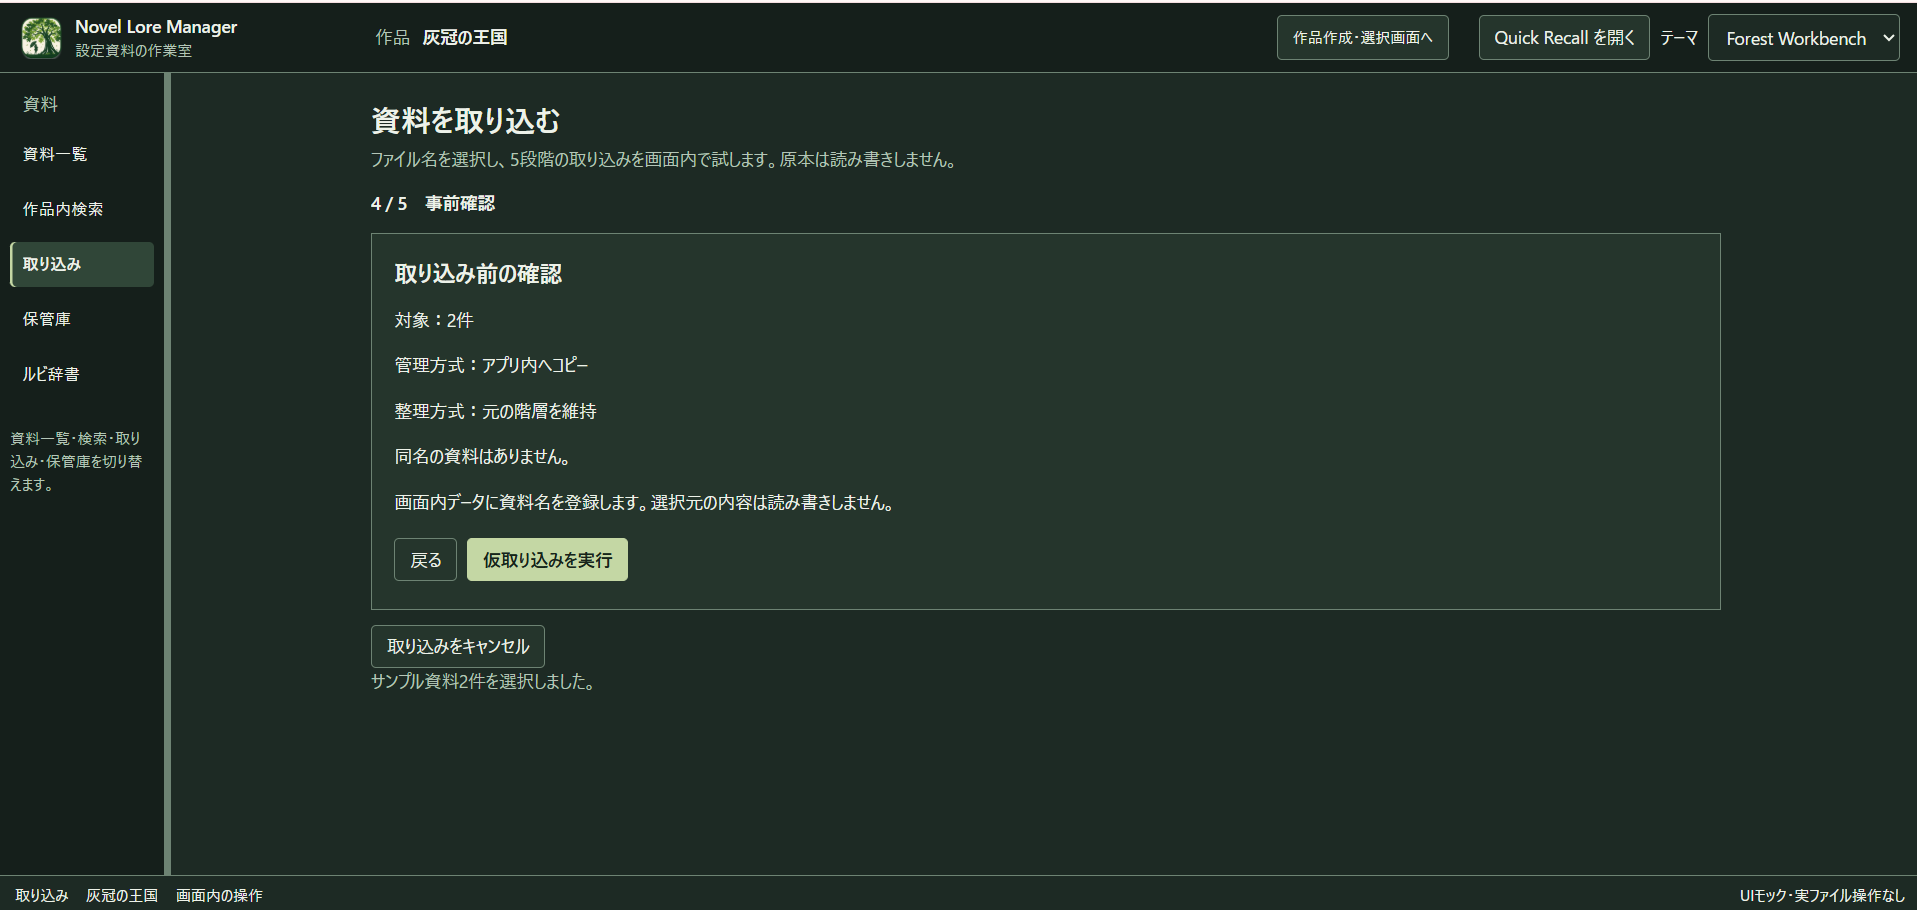 Novel Lore Manager
設定資料の作業室
作品 灰冠の王国
作品作成・選択画面へ
Quick Recall を開く
テーマ
Forest Workbench
資料
資料一覧
作品内検索
取り込み
保管庫
ルビ辞書
資料一覧・検索・取り
込み・保管庫を切り替
えます。
資料を取り込む
ファイル名を選択し、5段階の取り込みを画面内で試します。原本は読み書きしません。
4 / 5 事前確認
取り込み前の確認
対象：2件
管理方式：アプリ内へコピー
整理方式：元の階層を維持
同名の資料はありません。
画面内データに資料名を登録します。選択元の内容は読み書きしません。
戻る
仮取り込みを実行
取り込みをキャンセル
サンプル資料2件を選択しました。
取り込み 灰冠の王国 画面内の操作
UIモック・実ファイル操作なし